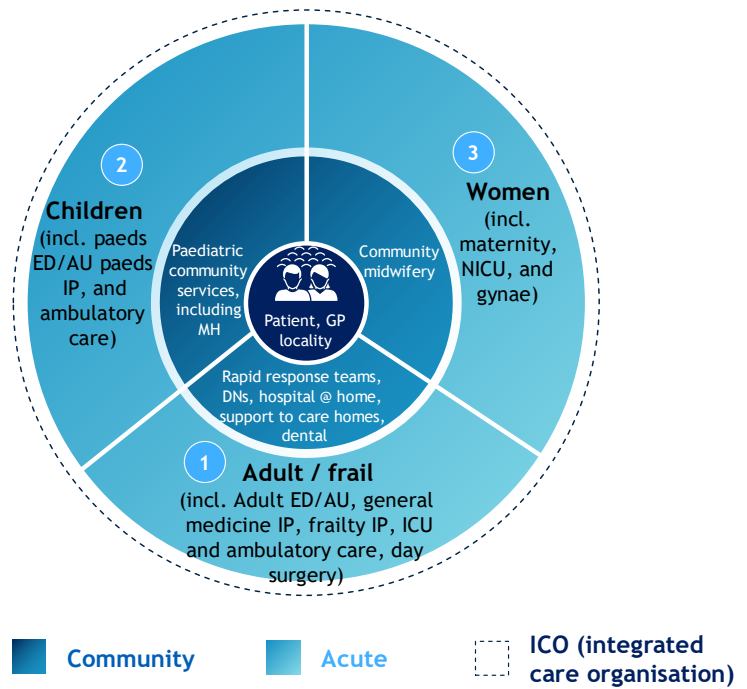 2
Children
(incl. paeds
ED/AU paeds
IP, and
ambulatory
care)
3
Women
(incl.
maternity,
NICU, and
gynae)
Paediatric
community
services,
including
MH
Community
midwifery
Patient, GP
locality
Rapid response teams,
DNs, hospital @ home,
support to care homes,
dental
1
Adult / frail
(incl. Adult ED/AU, general
medicine IP, frailty IP, ICU
and ambulatory care, day
surgery)
Community
Acute
ICO (integrated
care organisation)